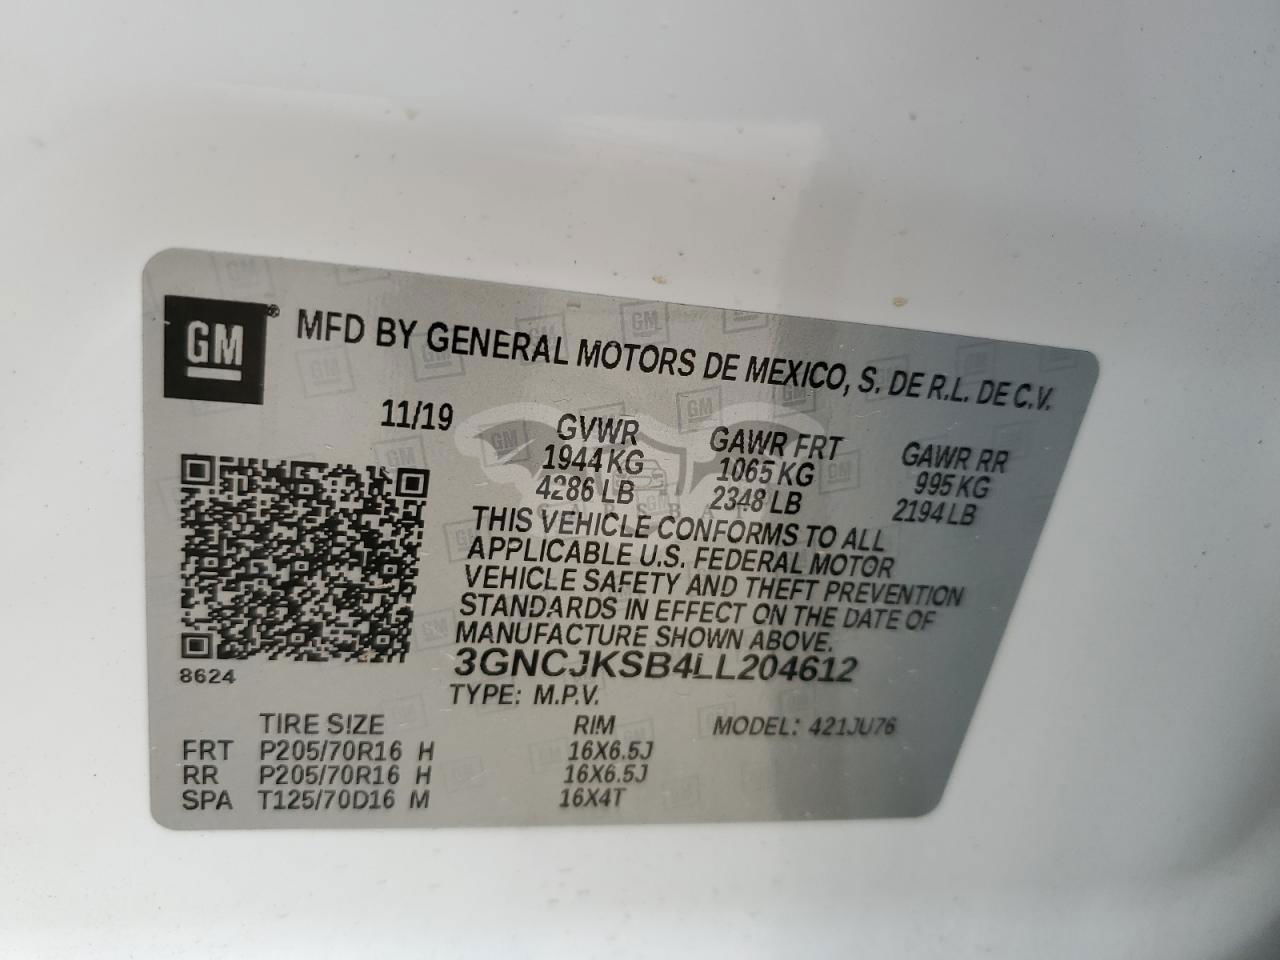 GM ® MFD BY GENERAL MOTORS DE MEXICO, S. DE R.L. DE C.V.
11/19
GVWR GAWR FRT GAWR RR
1944 KG 1065 KG 995 KG
4286 LB 2348 LB 2194 LB
THIS VEHICLE CONFORMS TO ALL
APPLICABLE U.S. FEDERAL MOTOR
VEHICLE SAFETY AND THEFT PREVENTION
STANDARDS IN EFFECT ON THE DATE OF
MANUFACTURE SHOWN ABOVE.
3GNCJKSB4LL204612
8624
TYPE: M.P.V.
TIRE SIZE RIM MODEL: 421JU76
FRT P205/70R16 H 16X6.5J
RR P205/70R16 H 16X6.5J
SPA T125/70D16 M 16X4T